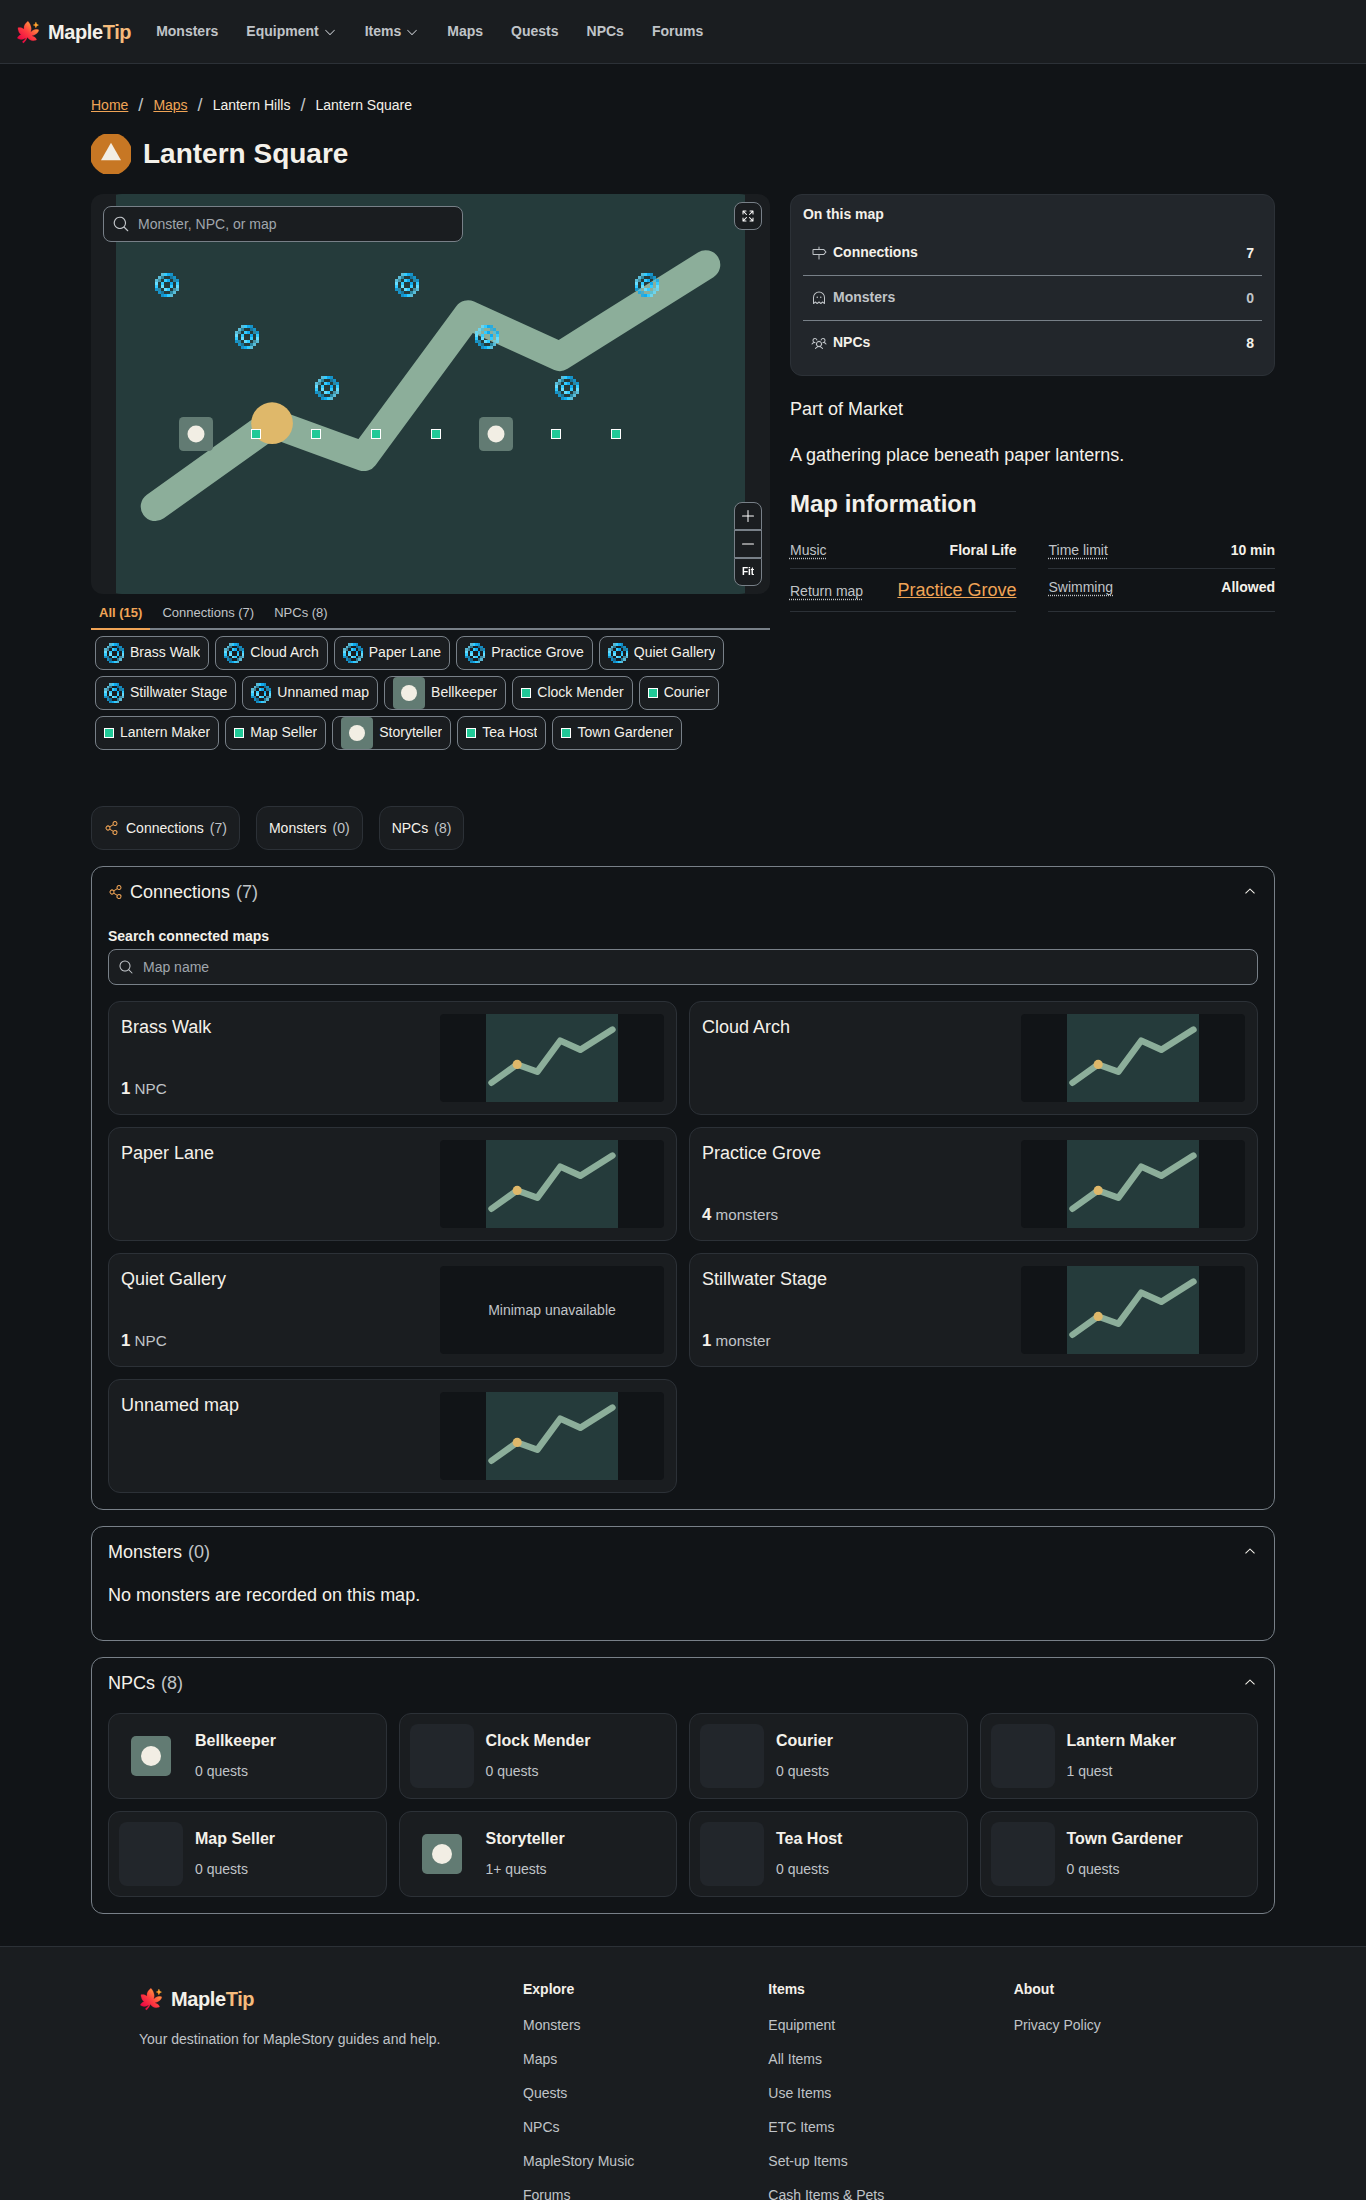 MapleTip Monsters Equipment Items Maps Quests NPCs Forums
Home / Maps / Lantern Hills / Lantern Square
Lantern Square
Monster, NPC, or map
Fit
All (15) Connections (7) NPCs (8)
Brass Walk Cloud Arch Paper Lane Practice Grove Quiet Gallery
Stillwater Stage Unnamed map Bellkeeper Clock Mender Courier
Lantern Maker Map Seller Storyteller Tea Host Town Gardener
On this map
Connections 7
Monsters 0
NPCs 8
Part of Market
A gathering place beneath paper lanterns.
Map information
Music Floral Life Time limit 10 min
Return map Practice Grove Swimming Allowed
Connections (7) Monsters (0) NPCs (8)
Connections (7)
Search connected maps
Map name
Brass Walk
1 NPC
Cloud Arch
Paper Lane
Practice Grove
4 monsters
Quiet Gallery
1 NPC
Minimap unavailable
Stillwater Stage
1 monster
Unnamed map
Monsters (0)
No monsters are recorded on this map.
NPCs (8)
Bellkeeper
0 quests
Clock Mender
0 quests
Courier
0 quests
Lantern Maker
1 quest
Map Seller
0 quests
Storyteller
1+ quests
Tea Host
0 quests
Town Gardener
0 quests
MapleTip
Your destination for MapleStory guides and help.
Explore
Monsters
Maps
Quests
NPCs
MapleStory Music
Forums
Items
Equipment
All Items
Use Items
ETC Items
Set-up Items
Cash Items & Pets
About
Privacy Policy